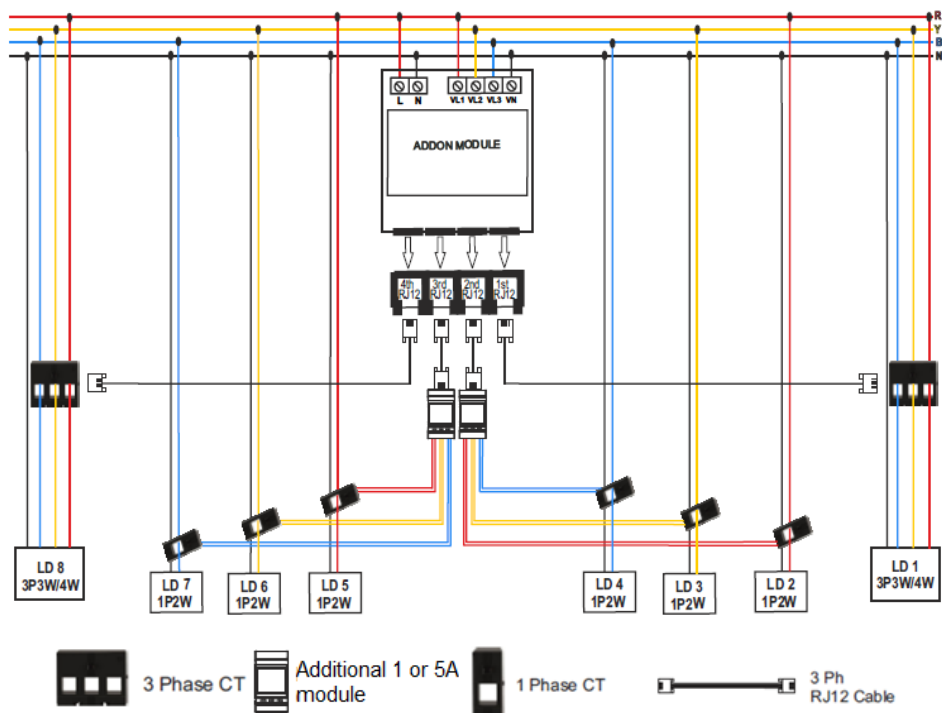 R
Y
B
N
L N VL1 VL2 VL3 VN
ADDON MODULE
4th RJ12
3rd RJ12
2nd RJ12
1st RJ12
LD 8
3P3W/4W
LD 7
1P2W
LD 6
1P2W
LD 5
1P2W
LD 4
1P2W
LD 3
1P2W
LD 2
1P2W
LD 1
3P3W/4W
3 Phase CT
Additional 1 or 5A
module
1 Phase CT
3 Ph
RJ12 Cable